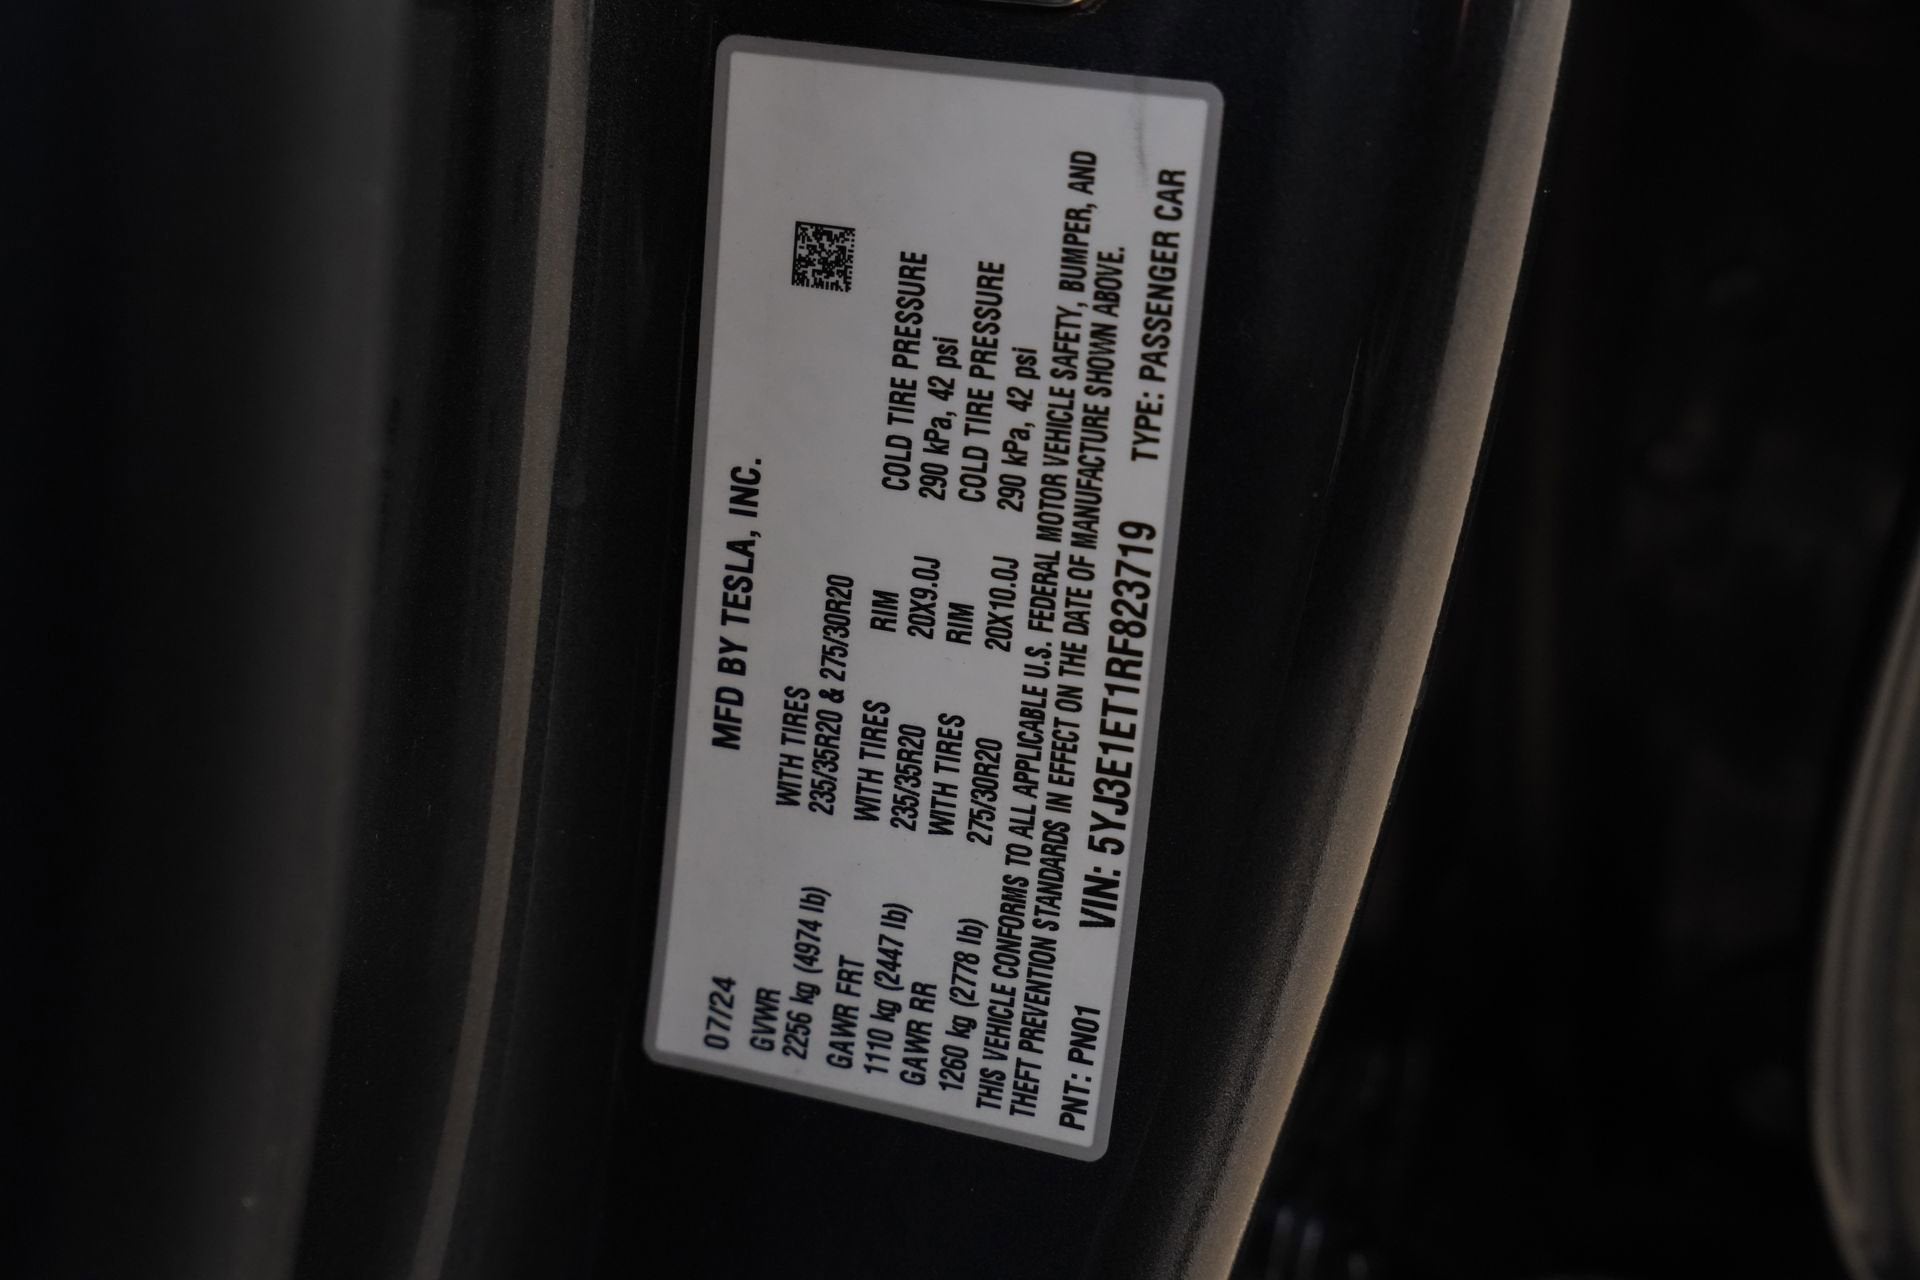 07/24 MFD BY TESLA, INC.
GVWR WITH TIRES
2256 kg (4974 lb) 235/35R20 & 275/30R20
GAWR FRT WITH TIRES RIM COLD TIRE PRESSURE
1110 kg (2447 lb) 235/35R20 20X9.0J 290 kPa, 42 psi
GAWR RR WITH TIRES RIM COLD TIRE PRESSURE
1260 kg (2778 lb) 275/30R20 20X10.0J 290 kPa, 42 psi
THIS VEHICLE CONFORMS TO ALL APPLICABLE U.S. FEDERAL MOTOR VEHICLE SAFETY, BUMPER, AND
THEFT PREVENTION STANDARDS IN EFFECT ON THE DATE OF MANUFACTURE SHOWN ABOVE.
PNT: PN01 VIN: 5YJ3E1ET1RF823719 TYPE: PASSENGER CAR